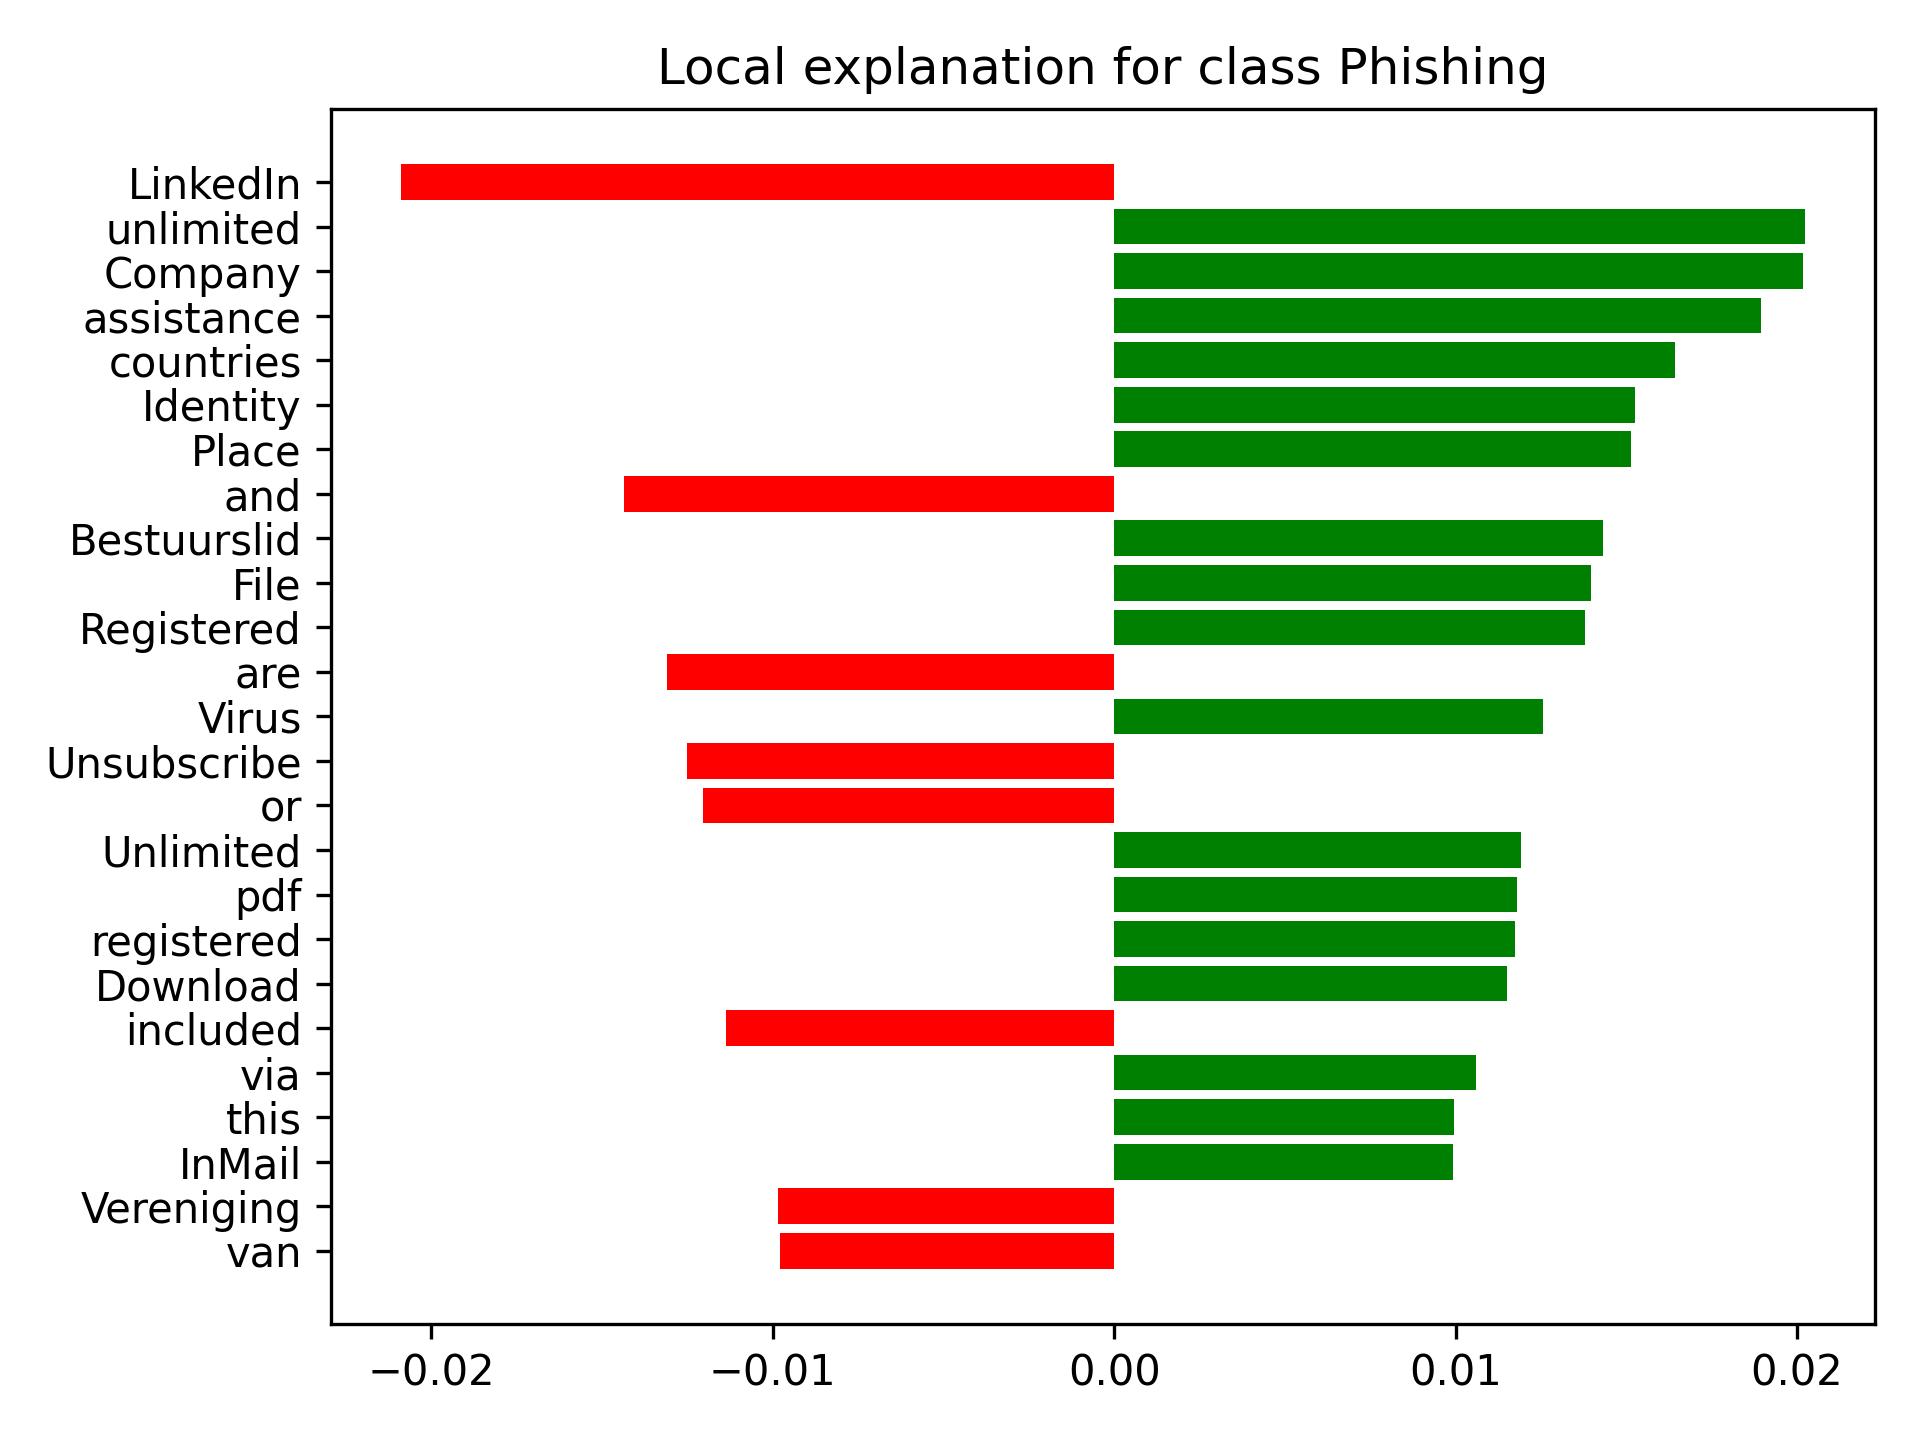 Local explanation for class Phishing
LinkedIn
unlimited
Company
assistance
countries
Identity
Place
and
Bestuurslid
File
Registered
are
Virus
Unsubscribe
or
Unlimited
pdf
registered
Download
included
via
this
InMail
Vereniging
van
−0.02 −0.01 0.00 0.01 0.02